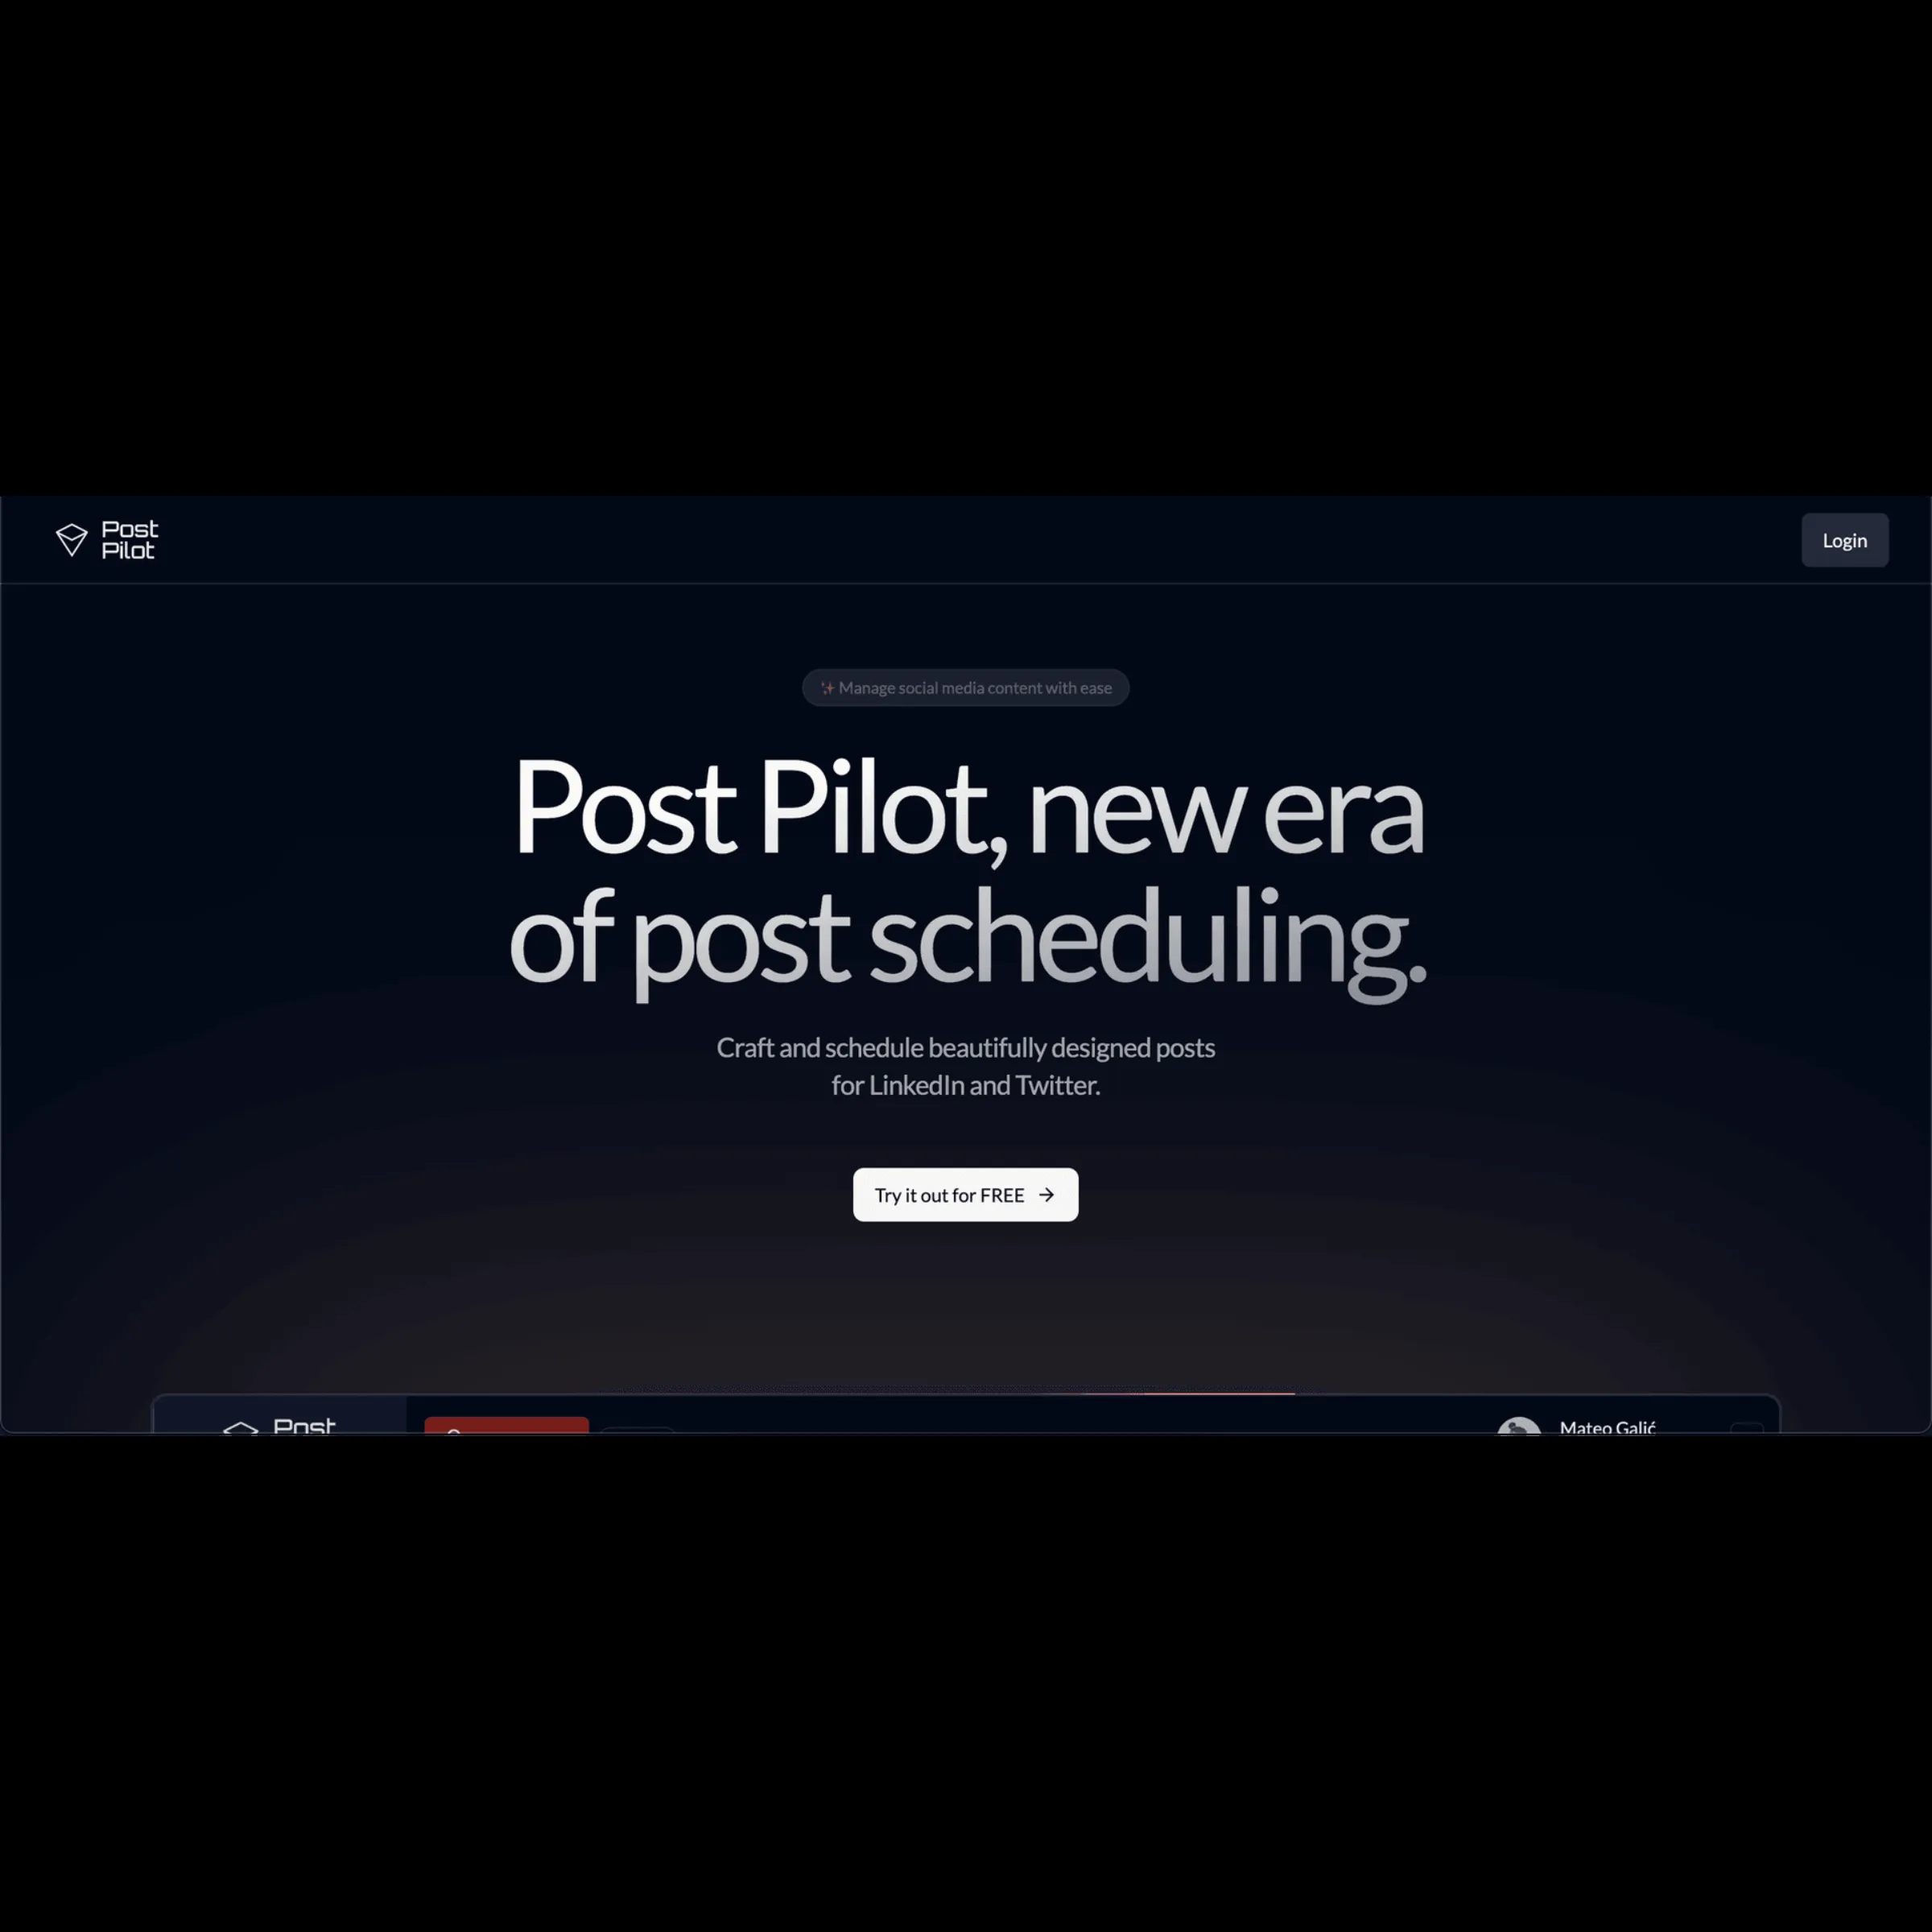 Post
Pilot
Login
Manage social media content with ease
Post Pilot, new era
of post scheduling.
Craft and schedule beautifully designed posts
for LinkedIn and Twitter.
Try it out for FREE →
Post
Mateo Galić